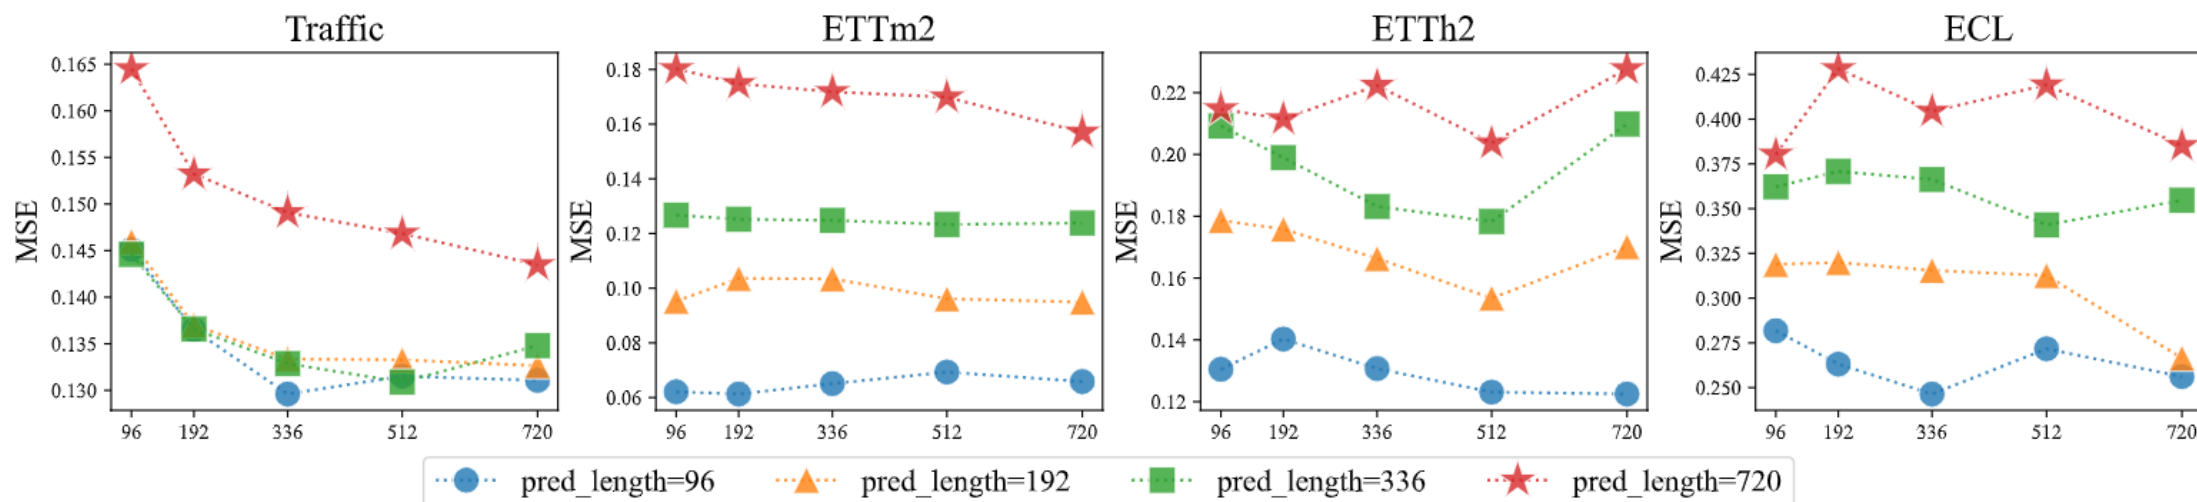 Traffic
ETTm2
ETTh2
ECL
MSE
0.165
0.160
0.155
0.150
0.145
0.140
0.135
0.130
96 192 336 512 720
MSE
0.18
0.16
0.14
0.12
0.10
0.08
0.06
96 192 336 512 720
MSE
0.22
0.20
0.18
0.16
0.14
0.12
96 192 336 512 720
MSE
0.425
0.400
0.375
0.350
0.325
0.300
0.275
0.250
96 192 336 512 720
pred_length=96 pred_length=192 pred_length=336 pred_length=720